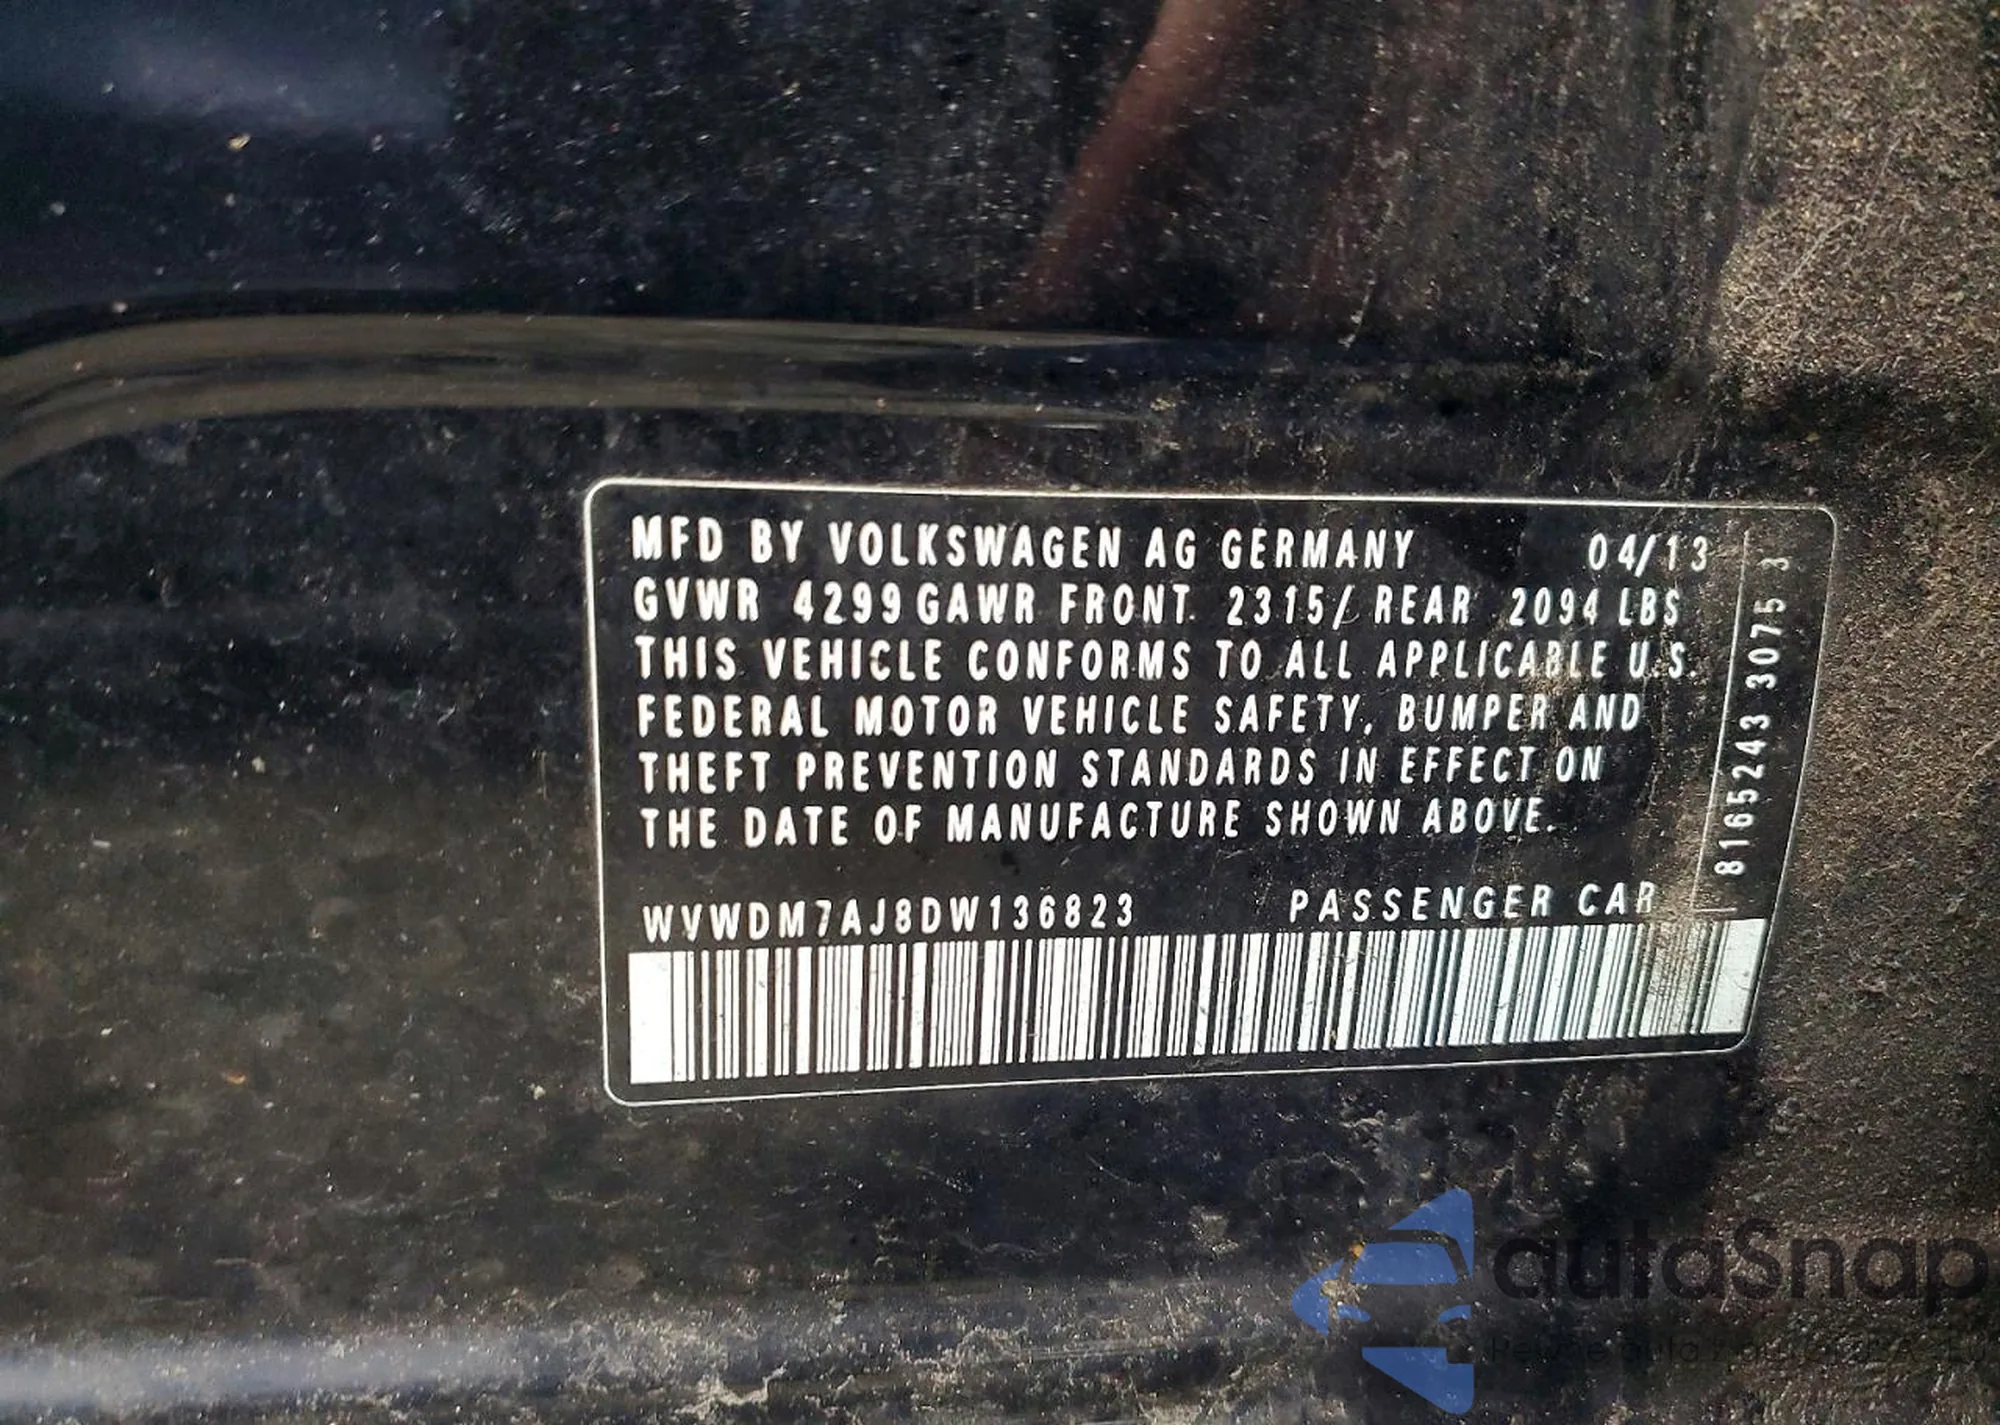 MFD BY VOLKSWAGEN AG GERMANY 04/13
GVWR 4299 GAWR FRONT 2315/ REAR 2094 LBS
THIS VEHICLE CONFORMS TO ALL APPLICABLE U.S.
FEDERAL MOTOR VEHICLE SAFETY, BUMPER AND
THEFT PREVENTION STANDARDS IN EFFECT ON
THE DATE OF MANUFACTURE SHOWN ABOVE.
WVWDM7AJ8DW136823 PASSENGER CAR
8165243 3075 3
autaSnap